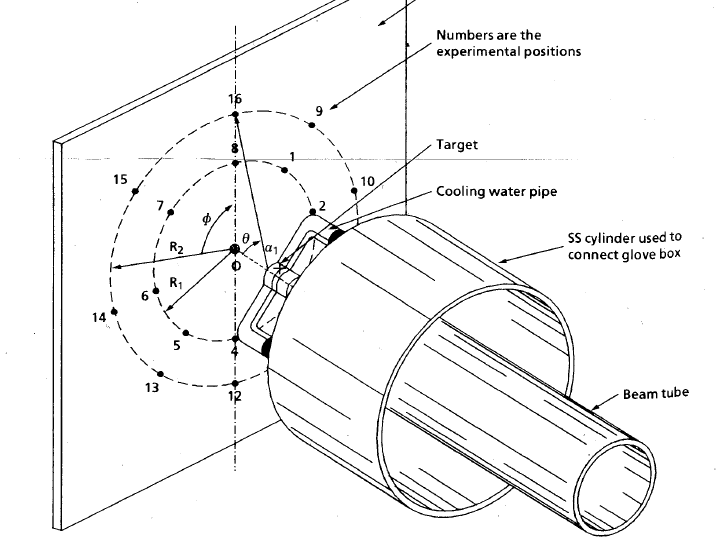 Numbers are the
experimental positions
16
9
Target
8
1
15
10
Cooling water pipe
7
2
ϕ
θ
α1
SS cylinder used to
connect glove box
R2
O
R1
6
14
5
4
13
12
Beam tube